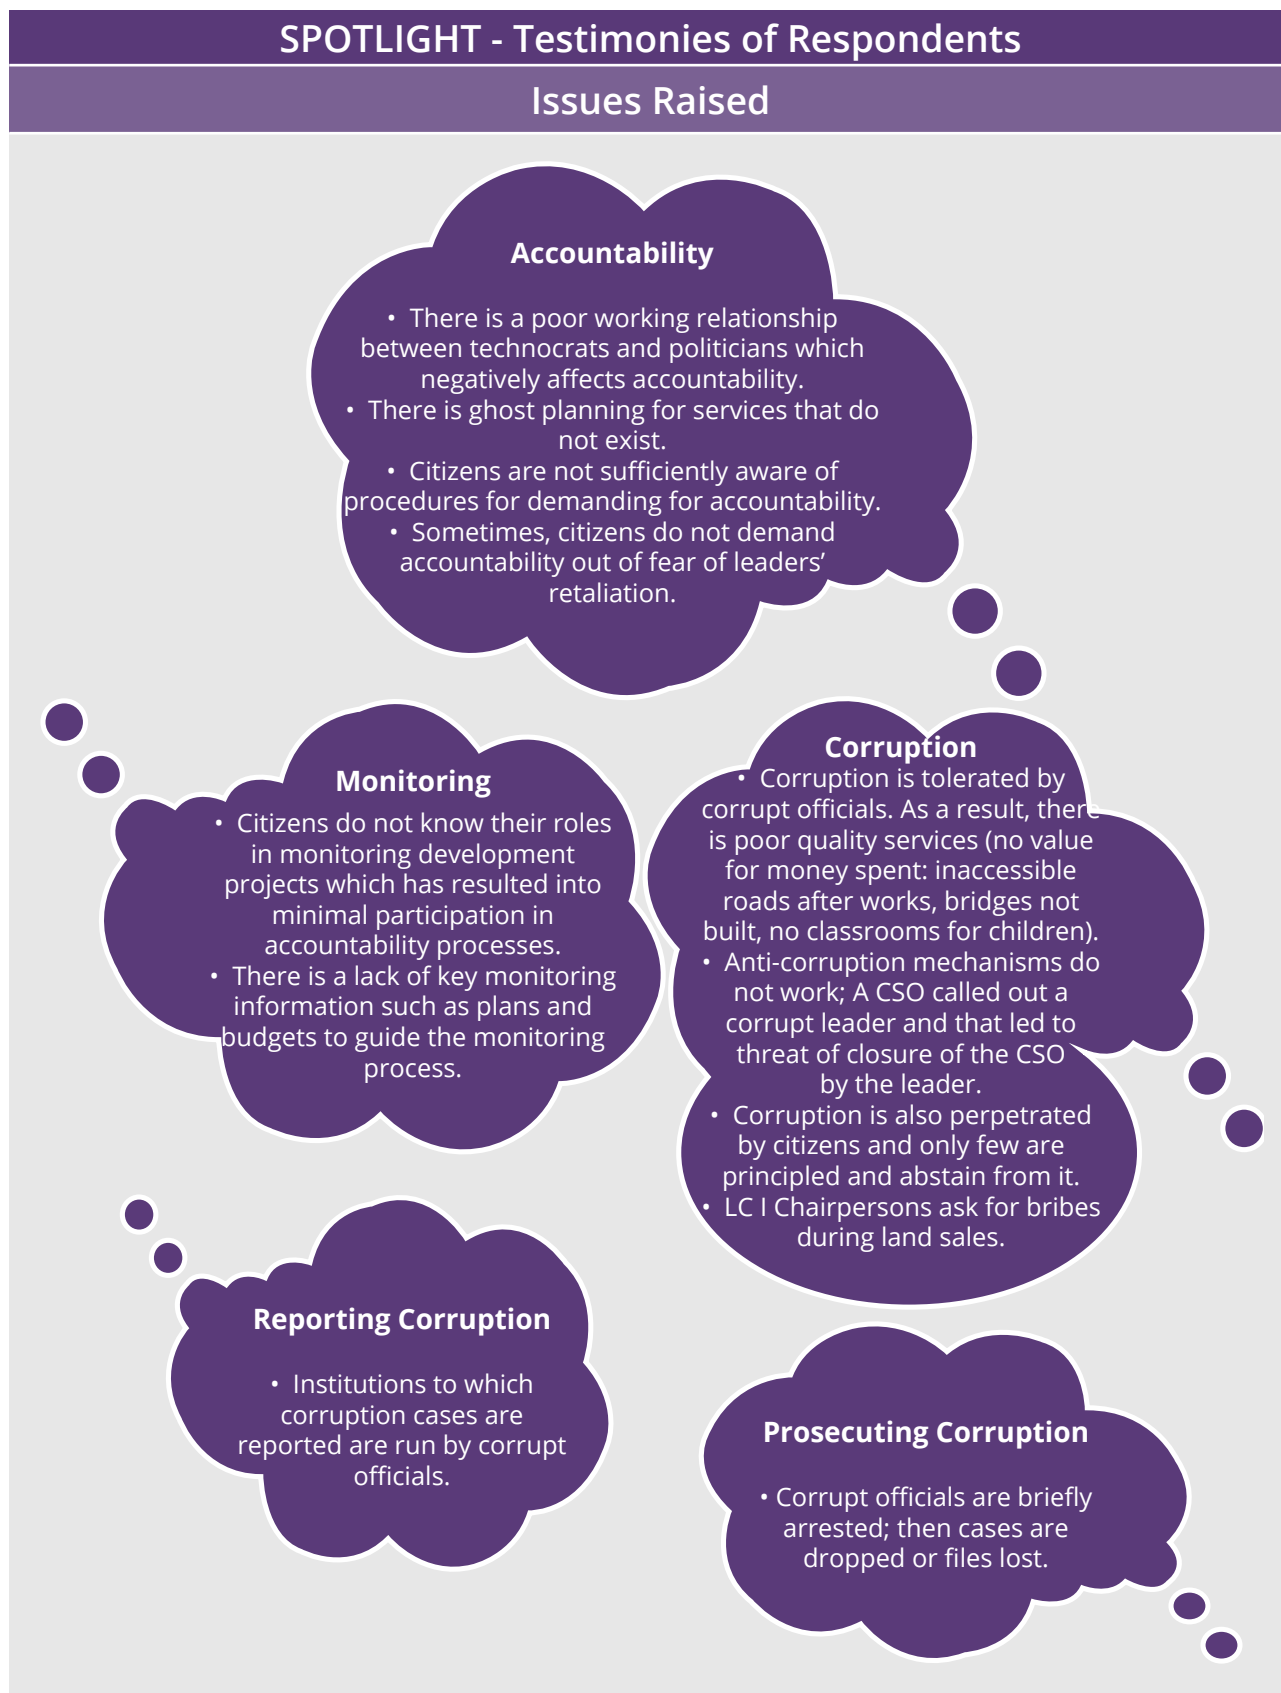 SPOTLIGHT - Testimonies of Respondents
Issues Raised
Accountability
• There is a poor working relationship
between technocrats and politicians which
negatively affects accountability.
• There is ghost planning for services that do
not exist.
• Citizens are not sufficiently aware of
procedures for demanding for accountability.
• Sometimes, citizens do not demand
accountability out of fear of leaders’
retaliation.
Monitoring
• Citizens do not know their roles
in monitoring development
projects which has resulted into
minimal participation in
accountability processes.
• There is a lack of key monitoring
information such as plans and
budgets to guide the monitoring
process.
Corruption
• Corruption is tolerated by
corrupt officials. As a result, there
is poor quality services (no value
for money spent: inaccessible
roads after works, bridges not
built, no classrooms for children).
• Anti-corruption mechanisms do
not work; A CSO called out a
corrupt leader and that led to
threat of closure of the CSO
by the leader.
• Corruption is also perpetrated
by citizens and only few are
principled and abstain from it.
• LC I Chairpersons ask for bribes
during land sales.
Reporting Corruption
• Institutions to which
corruption cases are
reported are run by corrupt
officials.
Prosecuting Corruption
• Corrupt officials are briefly
arrested; then cases are
dropped or files lost.